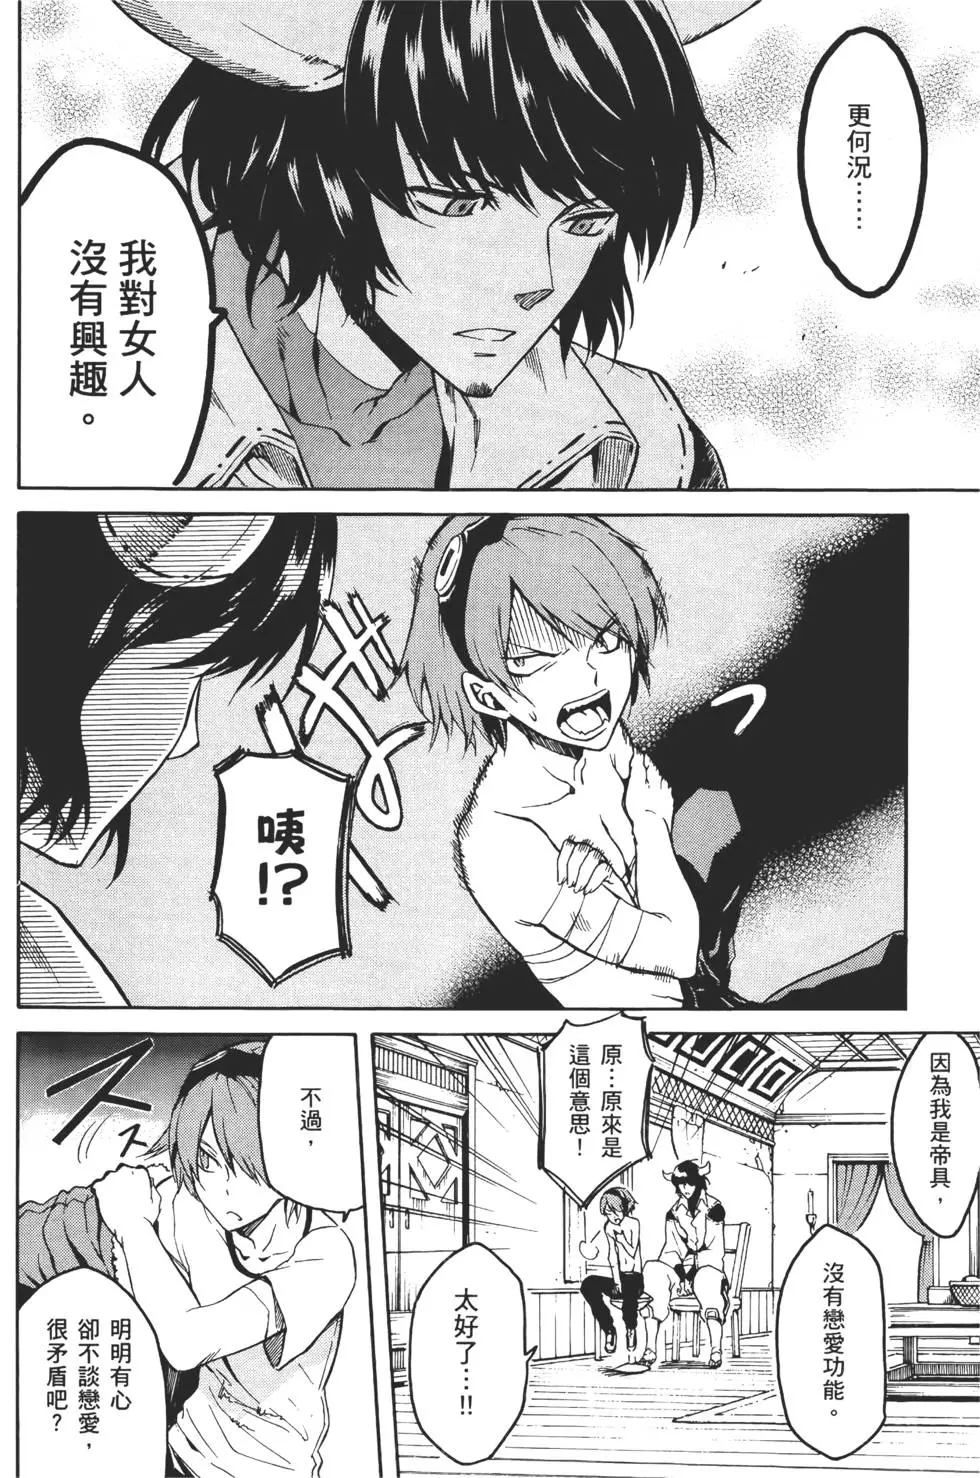 更何況……
我對女人
沒有興趣。
咦!?
因為我是帝具，
沒有戀愛功能。
原…原來是
這個意思！
太好了…!!
不過，
明明有心
卻不談戀愛，
很矛盾吧？